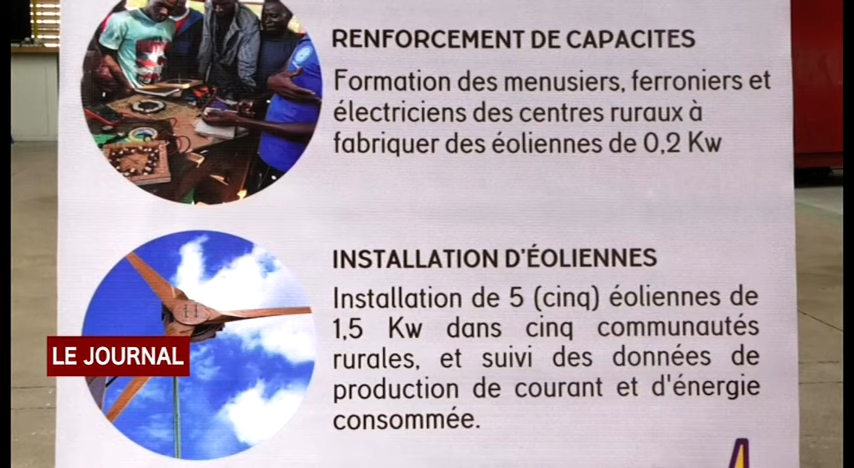 RENFORCEMENT DE CAPACITES
Formation des menusiers, ferroniers et
électriciens des centres ruraux à
fabriquer des éoliennes de 0,2 Kw
INSTALLATION D'ÉOLIENNES
Installation de 5 (cinq) éoliennes de
1,5 Kw dans cinq communautés
rurales, et suivi des données de
production de courant et d'énergie
consommée.
LE JOURNAL